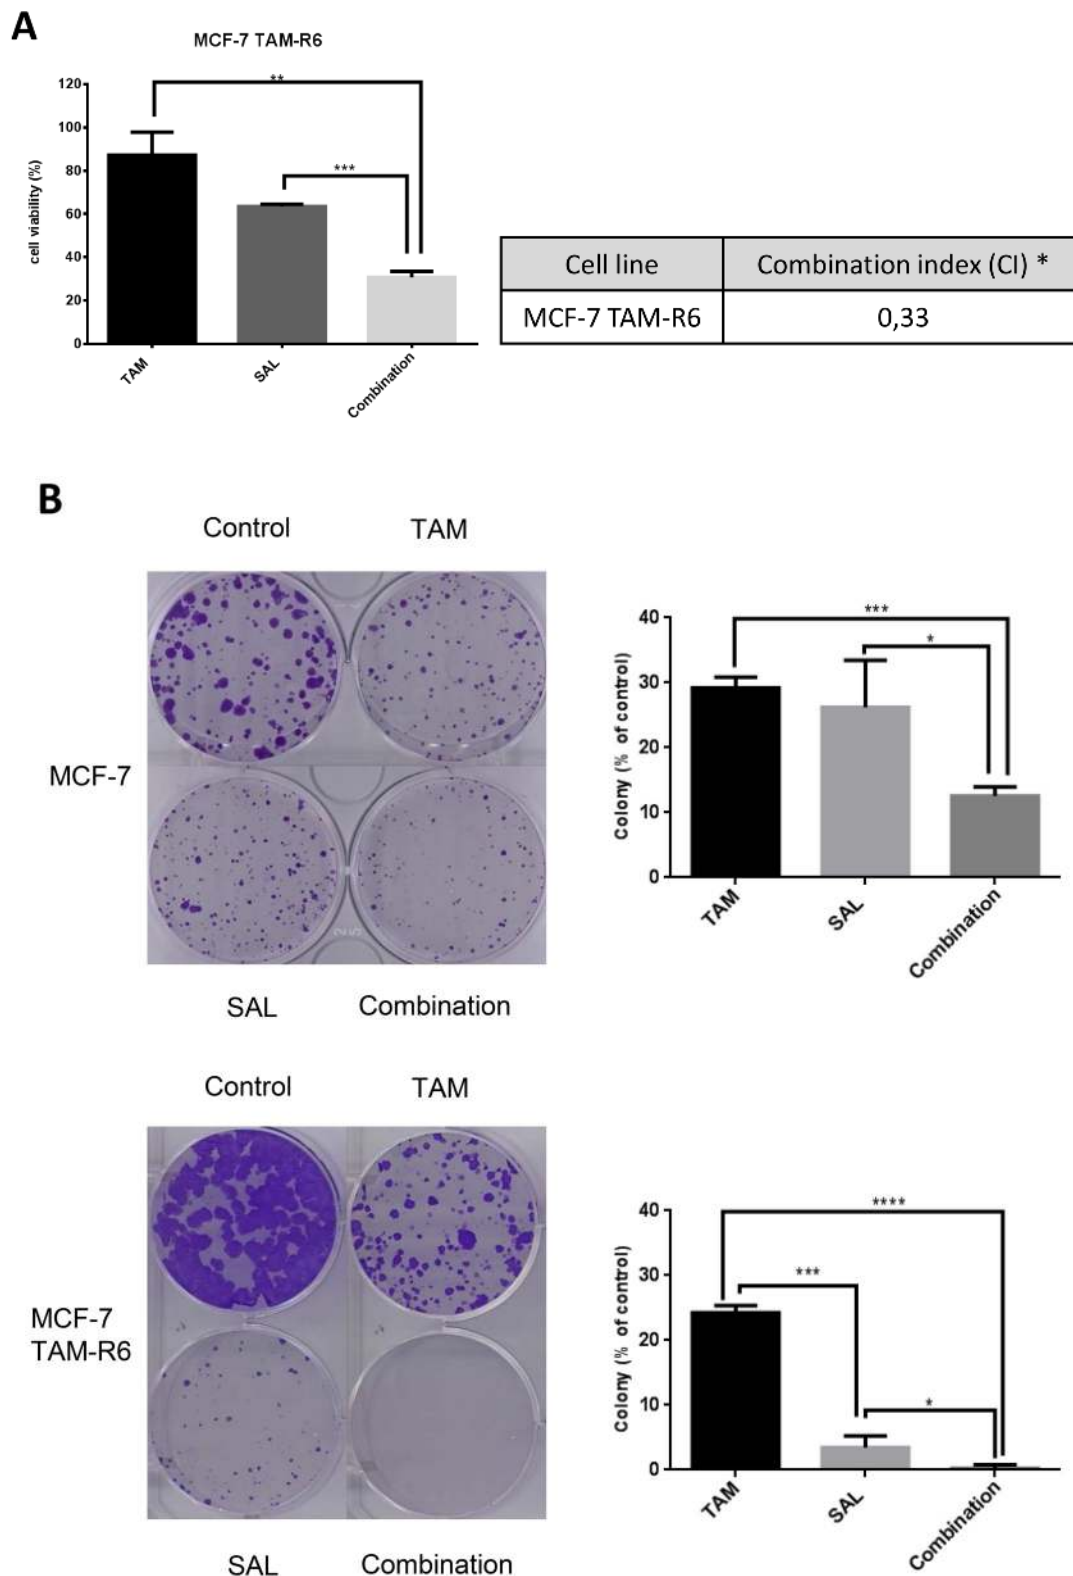 A
MCF-7 TAM-R6
cell viability (%)
120
100
80
60
40
20
0
**
***
TAM
SAL
Combination
Cell line
Combination index (CI) *
MCF-7 TAM-R6
0,33
B
Control
TAM
MCF-7
SAL
Combination
Colony (% of control)
40
30
20
10
0
***
*
TAM
SAL
Combination
Control
TAM
MCF-7
TAM-R6
SAL
Combination
Colony (% of control)
40
30
20
10
0
****
***
*
TAM
SAL
Combination